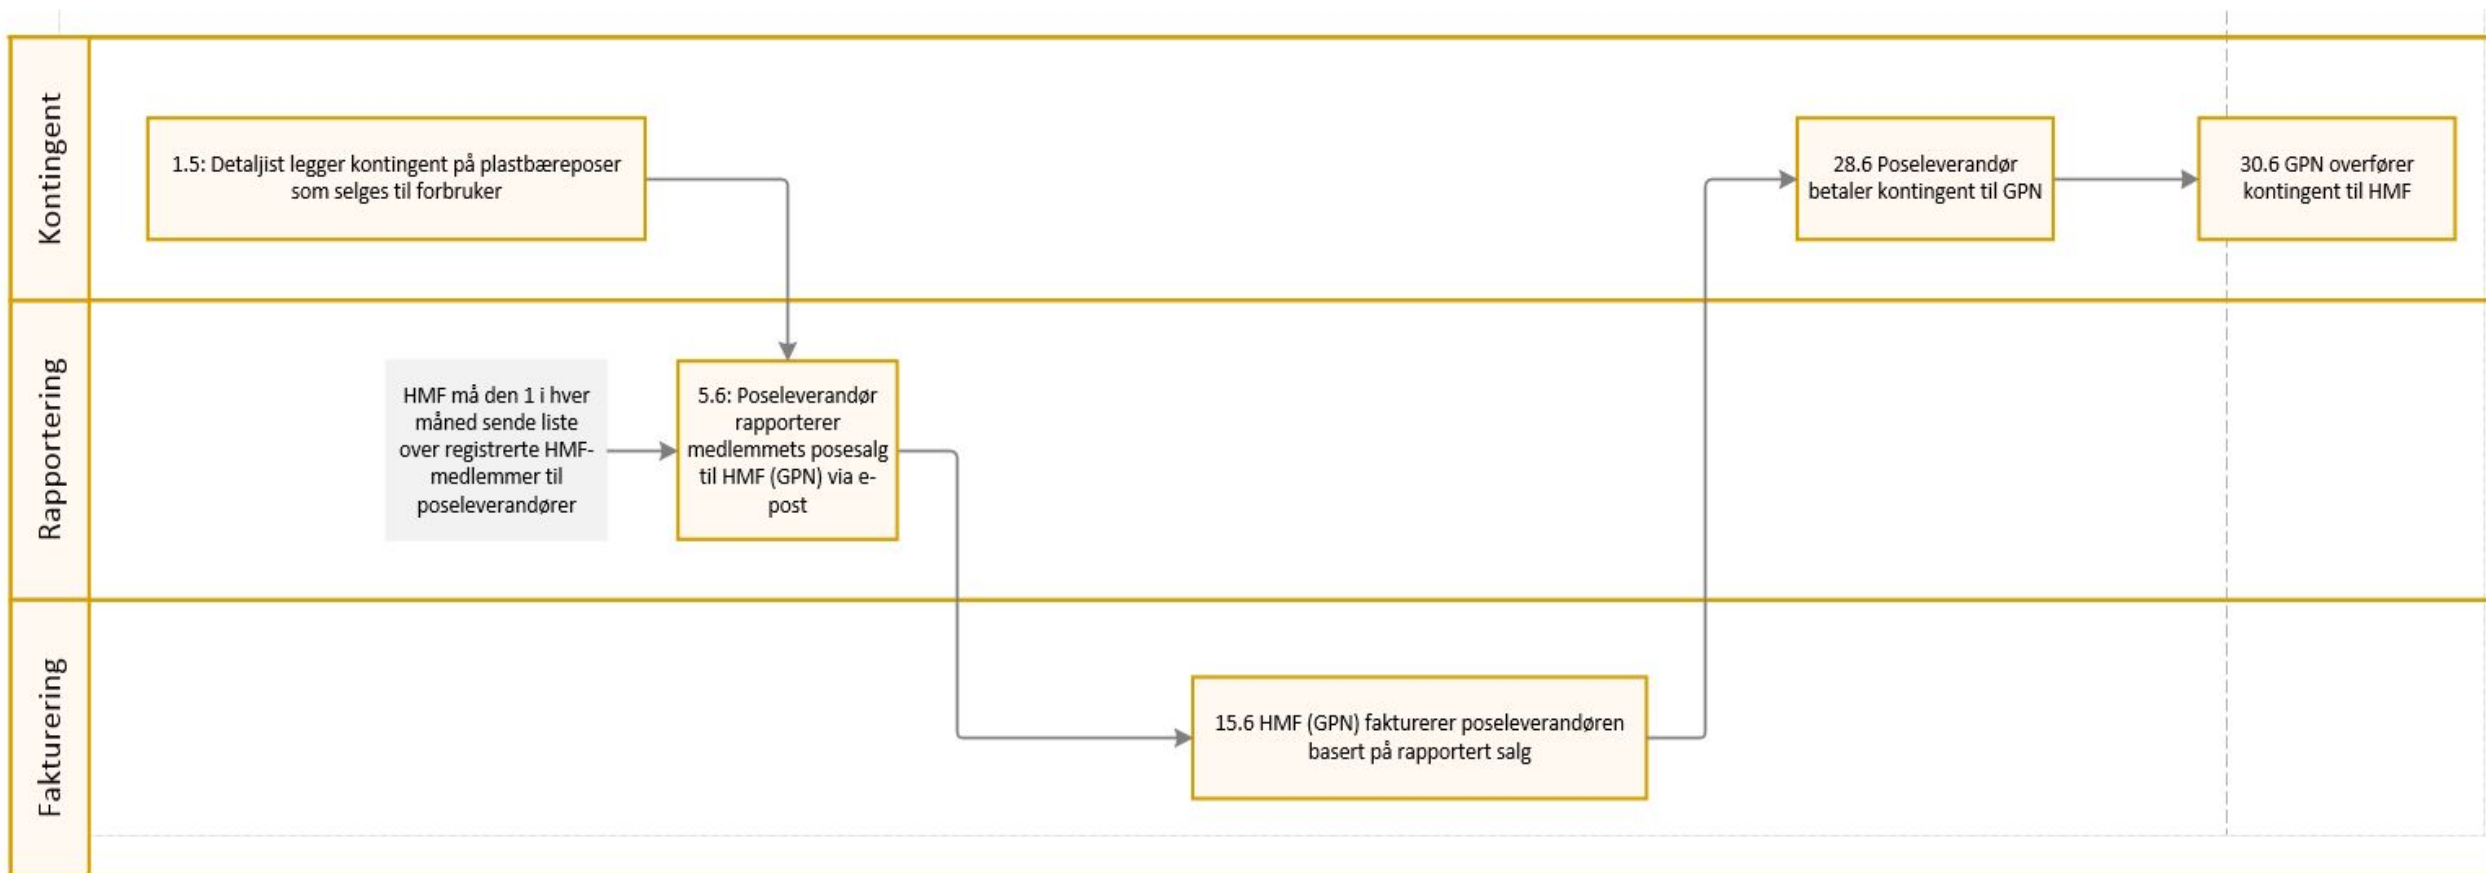 Kontingent
1.5: Detaljist legger kontingent på plastbæreposer
som selges til forbruker
28.6 Poseleverandør
betaler kontingent til GPN
30.6 GPN overfører
kontingent til HMF
Rapportering
HMF må den 1 i hver
måned sende liste
over registrerte HMF-
medlemmer til
poseleverandører
5.6: Poseleverandør
rapporterer
medlemmets posesalg
til HMF (GPN) via e-
post
Fakturering
15.6 HMF (GPN) fakturerer poseleverandøren
basert på rapportert salg